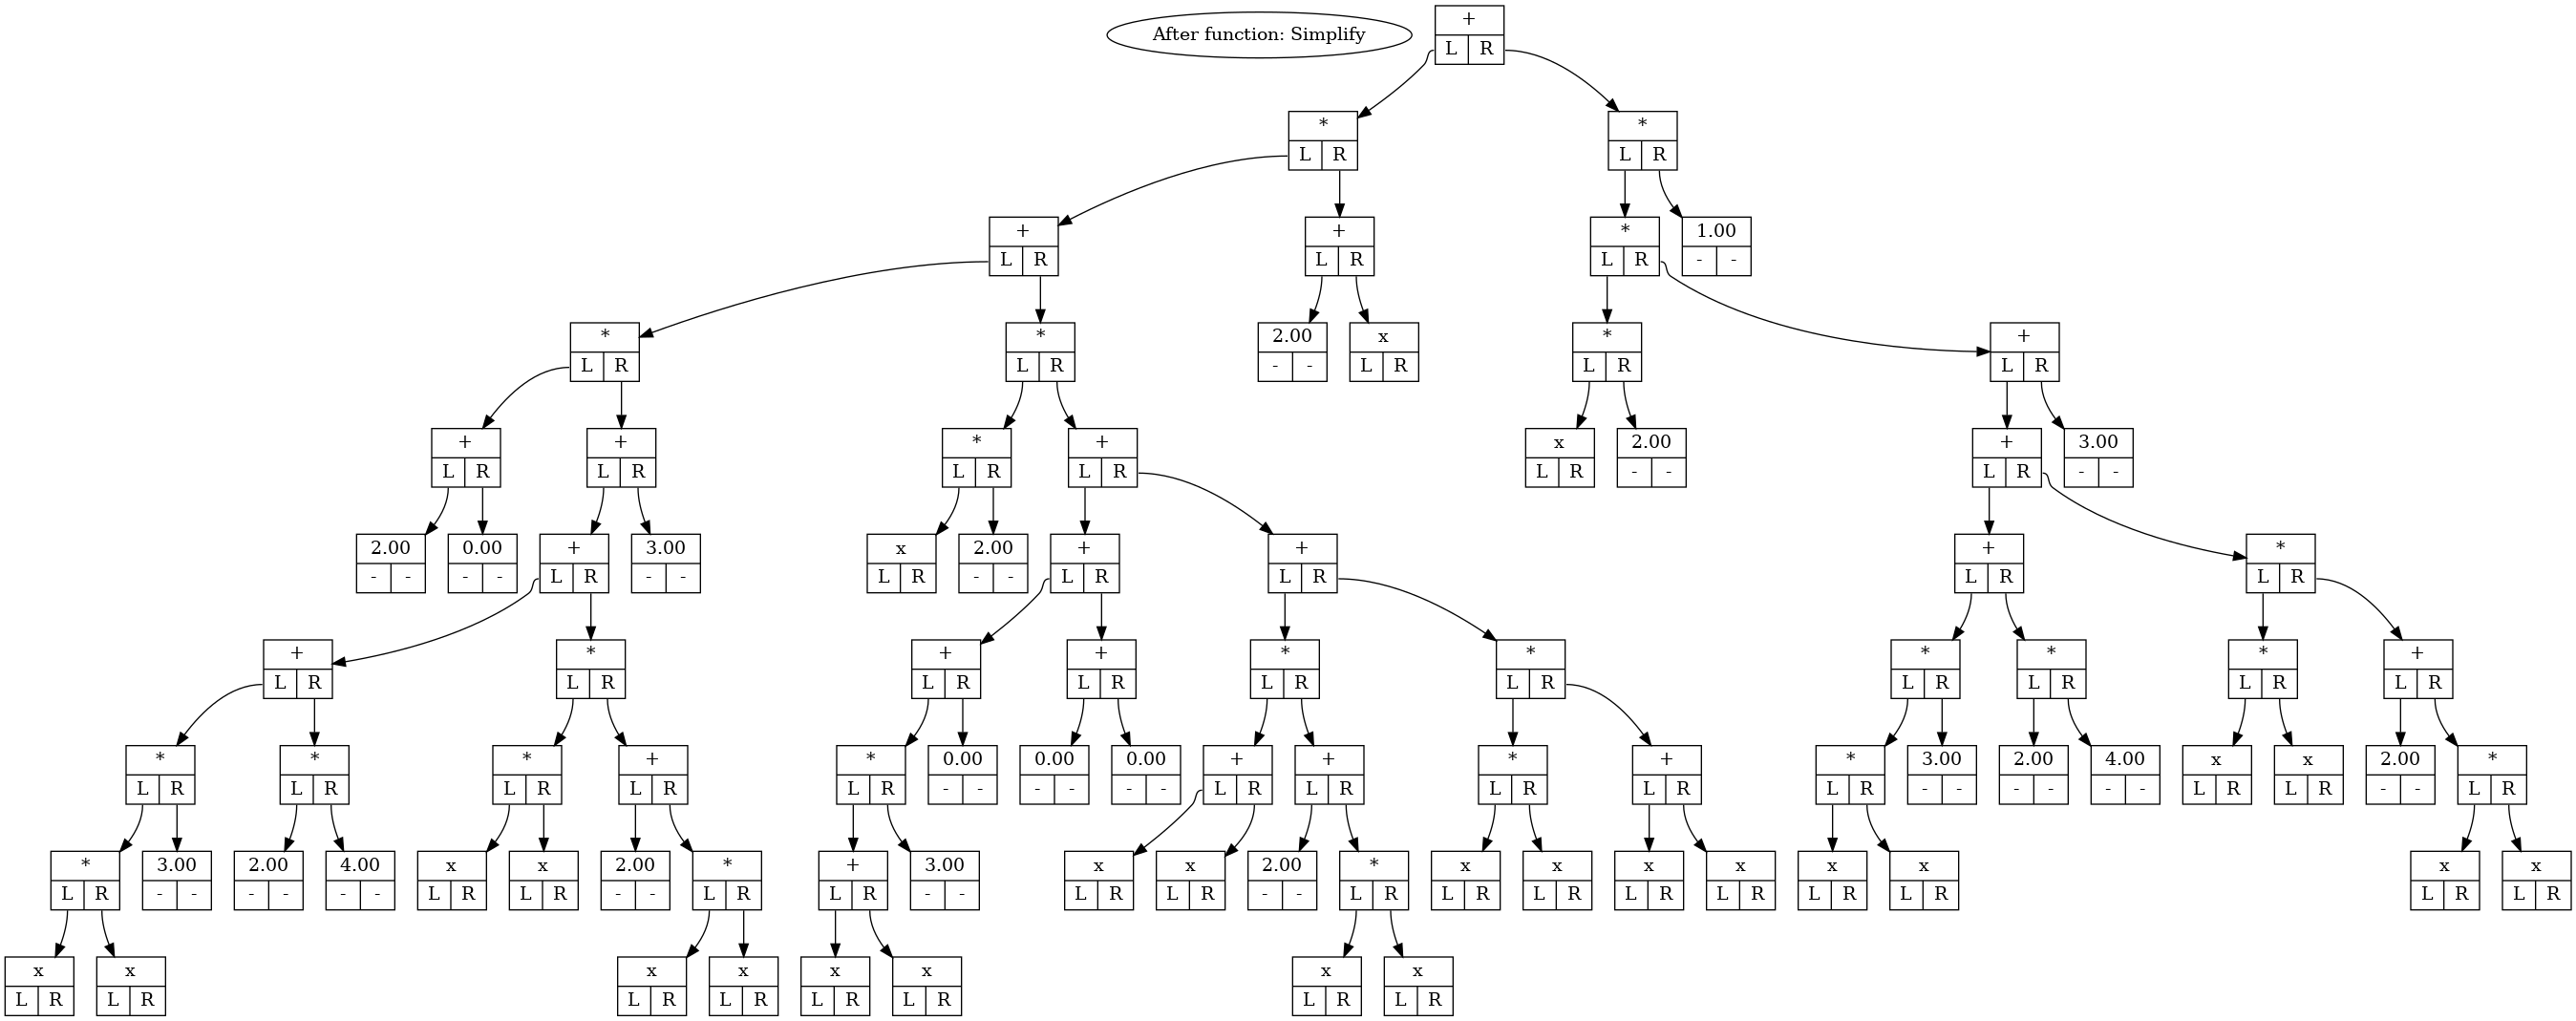 After function: Simplify
+
L R
* *
L R L R
+ + * 1.00
L R L R L R - -
* * 2.00 x * +
L R L R - - L R L R L R
+ + * + x 2.00 + 3.00
L R L R L R L R L R - - L R - -
2.00 0.00 + 3.00 x 2.00 + + + *
- - - - L R - - L R - - L R L R L R L R
+ * + + * * * * * +
L R L R L R L R L R L R L R L R L R L R
* * * + * 0.00 0.00 0.00 + + * + * 3.00 2.00 4.00 x x 2.00 *
L R L R L R L R L R - - - - - - L R L R L R L R L R - - - - - - L R L R - - L R
* 3.00 2.00 4.00 x x 2.00 * + 3.00 x x 2.00 * x x x x x x x x
L R - - - - - - L R L R - - L R L R - - L R L R - - L R L R L R L R L R L R L R L R L R
x x x x x x x x
L R L R L R L R L R L R L R L R